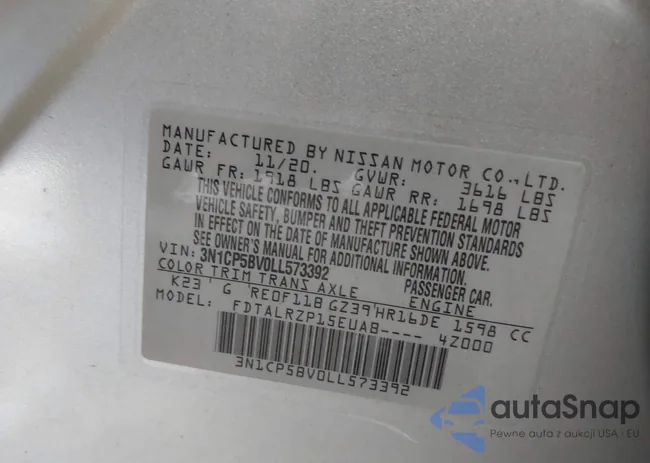 MANUFACTURED BY NISSAN MOTOR CO.,LTD.
DATE: 11/20. GVWR: 3616 LBS
GAWR FR: 1918 LBS GAWR RR: 1698 LBS
THIS VEHICLE CONFORMS TO ALL APPLICABLE FEDERAL MOTOR
VEHICLE SAFETY, BUMPER AND THEFT PREVENTION STANDARDS
IN EFFECT ON THE DATE OF MANUFACTURE SHOWN ABOVE.
SEE OWNER'S MANUAL FOR ADDITIONAL INFORMATION
VIN: 3N1CP5BV0LL573392 PASSENGER CAR.
COLOR TRIM TRANS AXLE ENGINE
K23 G RE0F11B GZ39 HR16DE 1598 CC
MODEL: FDTALRZP15EUAB---- 4Z000
3N1CP5BV0LL573392
autaSnap
Pewne auta z aukcji USA · EU